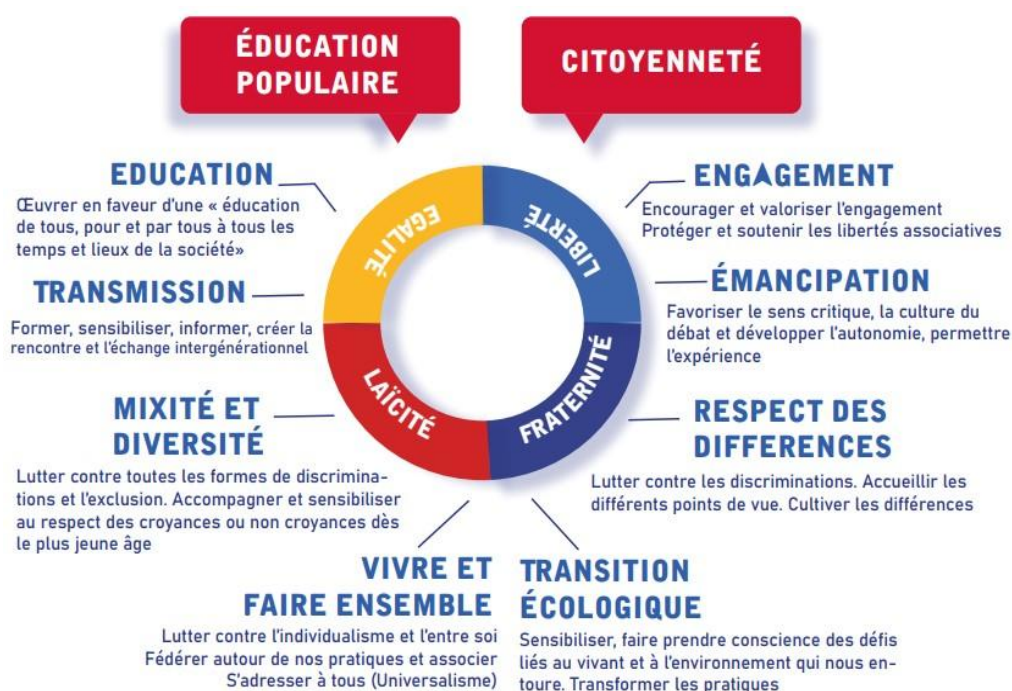 ÉDUCATION
POPULAIRE
CITOYENNETÉ
EDUCATION
Œuvrer en faveur d'une « éducation
de tous, pour et par tous à tous les
temps et lieux de la société»
TRANSMISSION
Former, sensibiliser, informer, créer la
rencontre et l'échange intergénérationnel
MIXITÉ ET
DIVERSITÉ
Lutter contre toutes les formes de discrimina-
tions et l'exclusion. Accompagner et sensibiliser
au respect des croyances ou non croyances dès
le plus jeune âge
VIVRE ET
FAIRE ENSEMBLE
Lutter contre l'individualisme et l'entre soi
Fédérer autour de nos pratiques et associer
S'adresser à tous (Universalisme)
ÉGALITÉ
LIBERTÉ
LAÏCITÉ
FRATERNITÉ
ENGAGEMENT
Encourager et valoriser l'engagement
Protéger et soutenir les libertés associatives
ÉMANCIPATION
Favoriser le sens critique, la culture du
débat et développer l'autonomie, permettre
l'expérience
RESPECT DES
DIFFERENCES
Lutter contre les discriminations. Accueillir les
différents points de vue. Cultiver les différences
TRANSITION
ÉCOLOGIQUE
Sensibiliser, faire prendre conscience des défis
liés au vivant et à l'environnement qui nous en-
toure. Transformer les pratiques